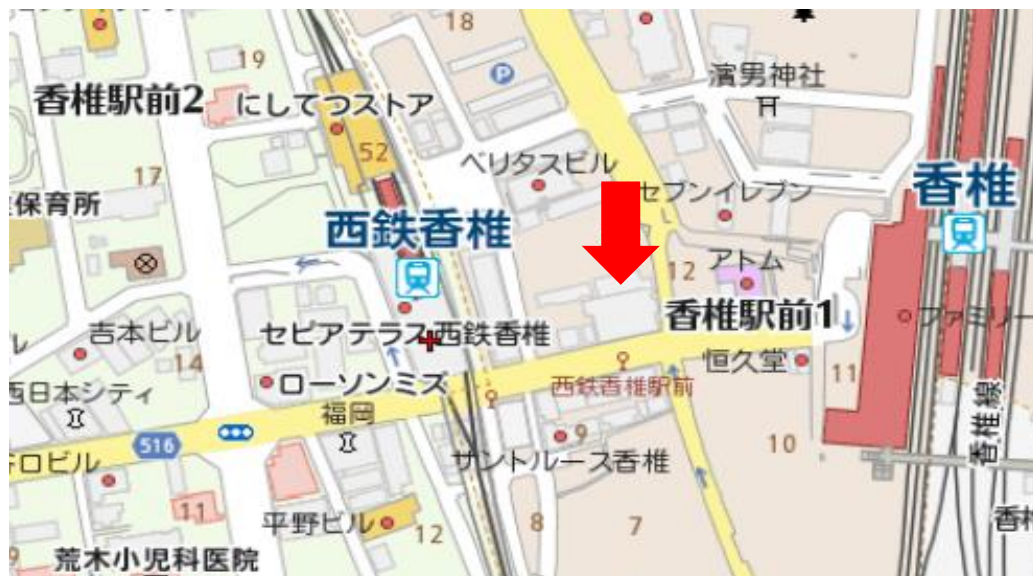 18
19
濱男神社
香椎駅前2
にしてつストア
52
ベリタスビル
セブンイレブン
香椎
17
保育所
西鉄香椎
12
アトム
香椎駅前1
吉本ビル
セピアテラス西鉄香椎
ファミリー
14
恒久堂
西日本シティ
ローソンミズ
西鉄香椎駅前
11
福岡
516
9
10
香椎線
ロビル
サントルース香椎
11
平野ビル
12
8
7
香椎
荒木小児科医院